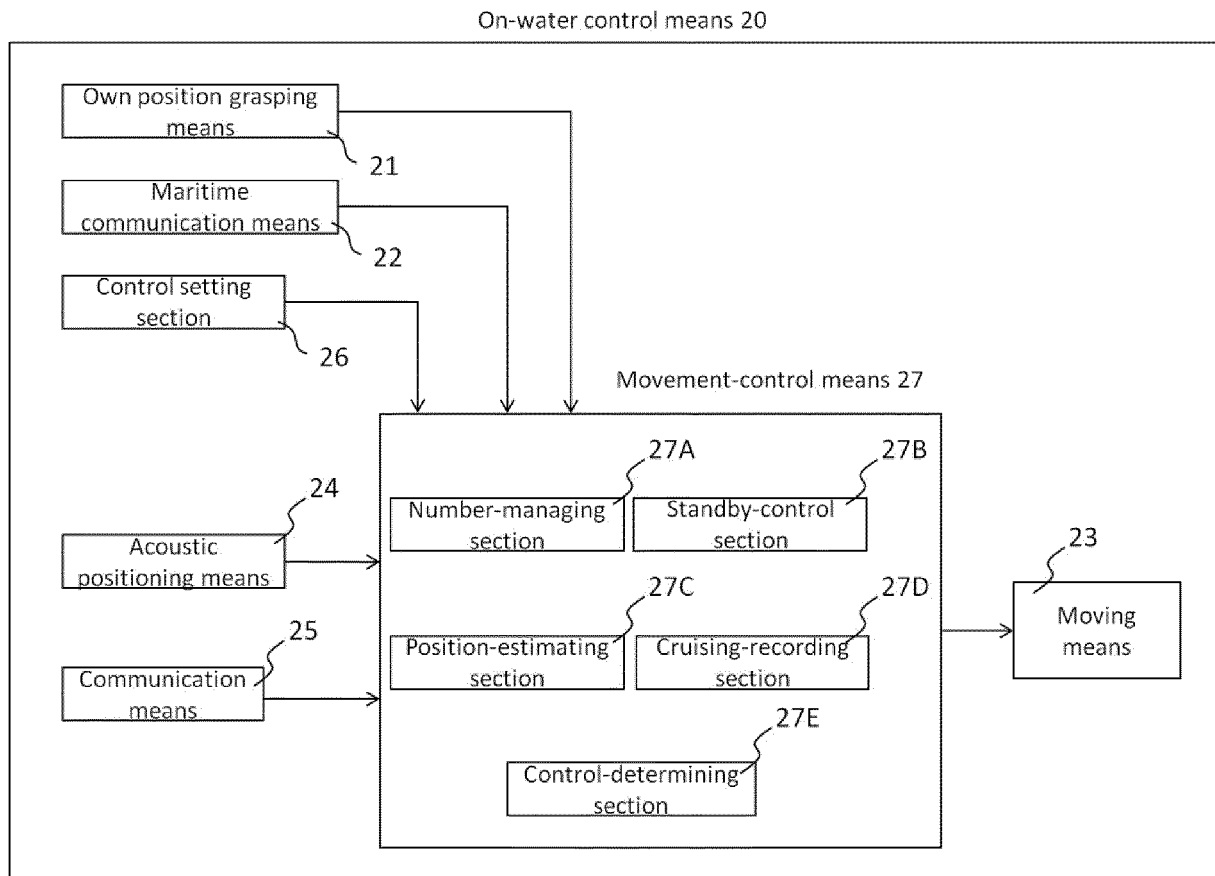 On-water control means 20
Own position grasping
means
21
Maritime
communication means
22
Control setting
section
26
Movement-control means 27
27A
27B
Number-managing
section
Standby-control
section
24
Acoustic
positioning means
23
Moving
means
27C
27D
Position-estimating
section
Cruising-recording
section
25
Communication
means
27E
Control-determining
section